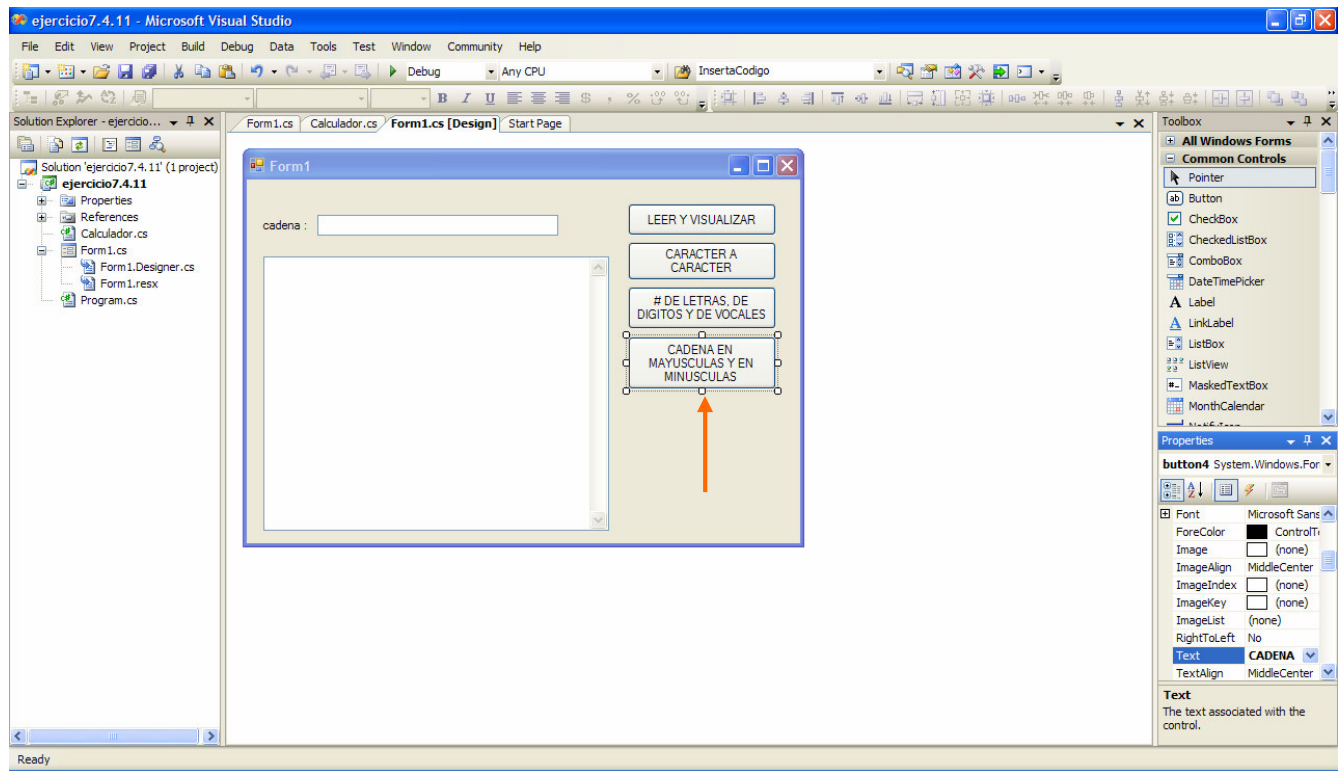 ejercicio7.4.11 - Microsoft Visual Studio
File Edit View Project Build Debug Data Tools Test Window Community Help
Debug Any CPU InsertaCodigo
Solution Explorer - ejercicio...
Solution 'ejercicio7.4.11' (1 project)
ejercicio7.4.11
Properties
References
Calculador.cs
Form1.cs
Form1.Designer.cs
Form1.resx
Program.cs
Form1.cs Calculador.cs Form1.cs [Design] Start Page
Form1
cadena :
LEER Y VISUALIZAR
CARACTER A
CARACTER
# DE LETRAS, DE
DIGITOS Y DE VOCALES
CADENA EN
MAYUSCULAS Y EN
MINUSCULAS
Toolbox
All Windows Forms
Common Controls
Pointer
Button
CheckBox
CheckedListBox
ComboBox
DateTimePicker
Label
LinkLabel
ListBox
ListView
MaskedTextBox
MonthCalendar
Properties
button4 System.Windows.For
Font Microsoft Sans
ForeColor ControlT
Image (none)
ImageAlign MiddleCenter
ImageIndex (none)
ImageKey (none)
ImageList (none)
RightToLeft No
Text CADENA
TextAlign MiddleCenter
Text
The text associated with the
control.
Ready